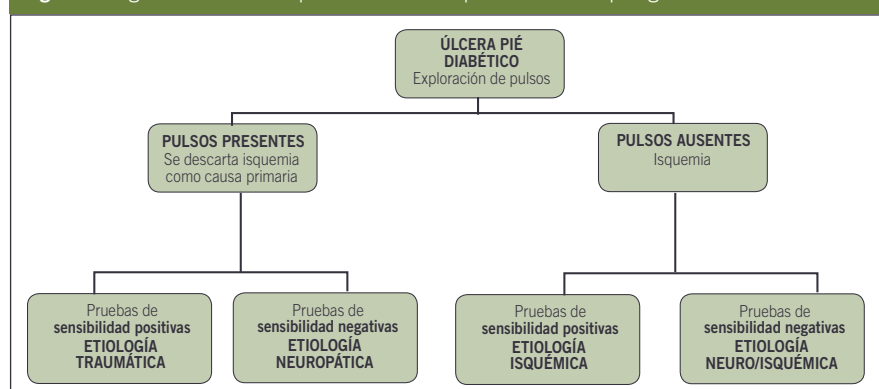 ÚLCERA PIÉ
DIABÉTICO
Exploración de pulsos
PULSOS PRESENTES
Se descarta isquemia
como causa primaria
PULSOS AUSENTES
Isquemia
Pruebas de
sensibilidad positivas
ETIOLOGÍA
TRAUMÁTICA
Pruebas de
sensibilidad negativas
ETIOLOGÍA
NEUROPÁTICA
Pruebas de
sensibilidad positivas
ETIOLOGÍA
ISQUÉMICA
Pruebas de
sensibilidad negativas
ETIOLOGÍA
NEURO/ISQUÉMICA